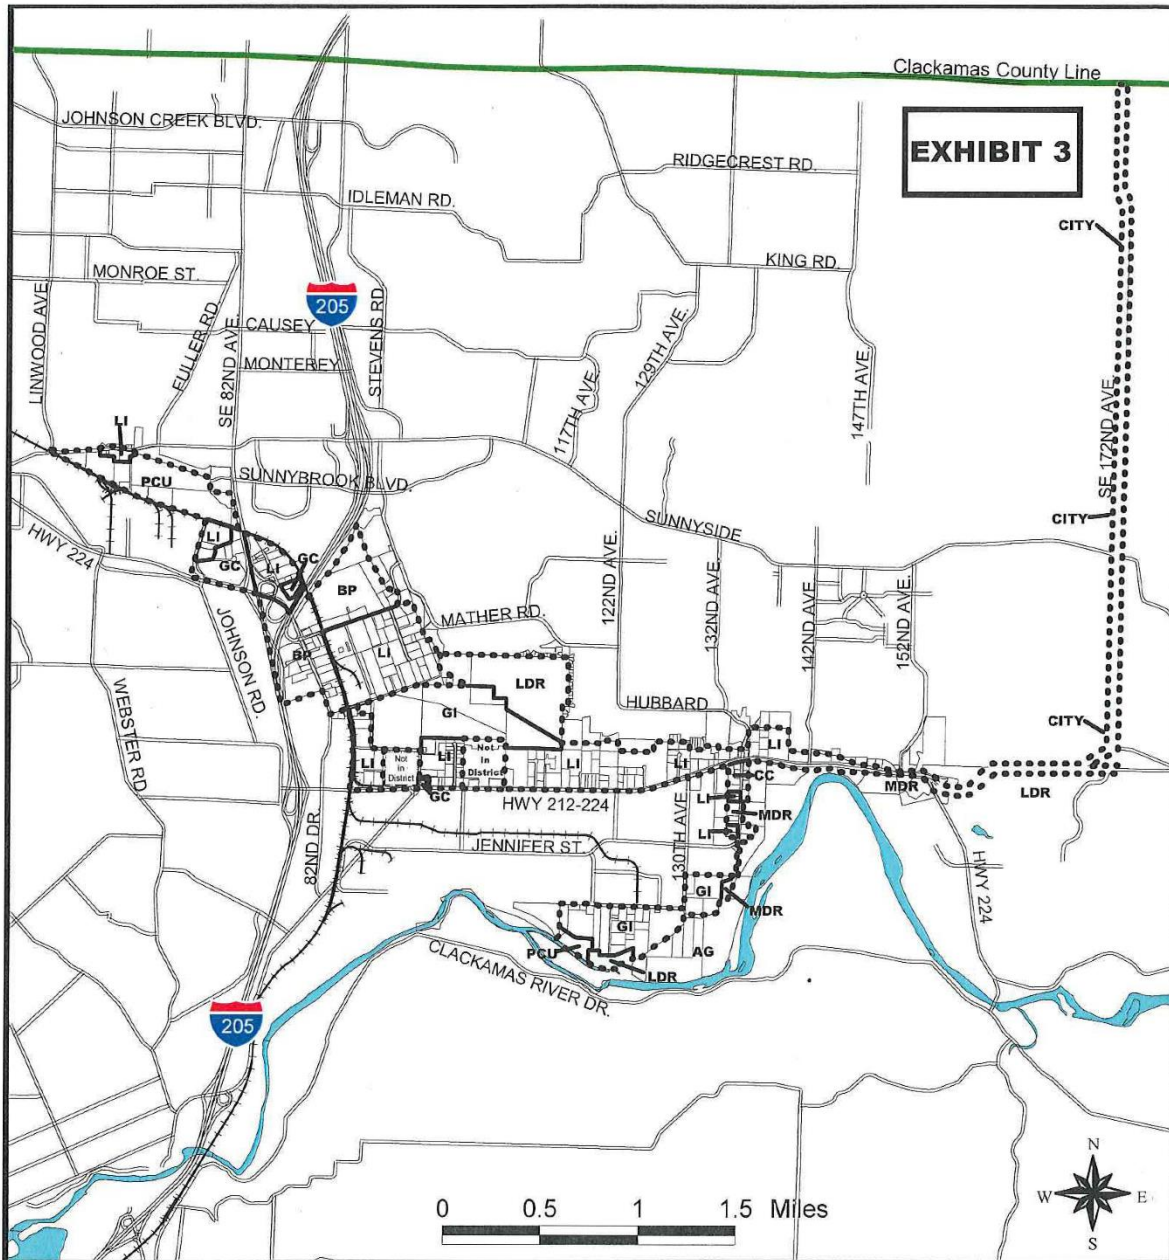 Clackamas County Line
EXHIBIT 3
JOHNSON CREEK BLVD.
RIDGECREST RD.
IDLEMAN RD.
CITY
KING RD.
MONROE ST.
205
LINWOOD AVE.
FULLER RD.
SE 82ND AVE.
CAUSEY
MONTEREY
STEVENS RD.
129TH AVE.
117TH AVE.
147TH AVE.
SE 172ND AVE.
LI
PCU
SUNNYBROOK BLVD.
SUNNYSIDE
CITY
HWY 224
LI
GC
LI
GC
BP
122ND AVE.
132ND AVE.
142ND AVE.
152ND AVE.
JOHNSON RD.
MATHER RD.
BP
LI
LDR
WEBSTER RD.
GI
HUBBARD
CITY
LI
LI
Not
in
District
LI
Not
in
District
LI
LI
CC
GC
HWY 212-224
LI
MDR
LI
MDR
LDR
82ND DR.
JENNIFER ST.
130TH AVE.
HWY 224
GI
MDR
GI
PCU
LDR
AG
CLACKAMAS RIVER DR.
205
0 0.5 1 1.5 Miles
N
W E
S